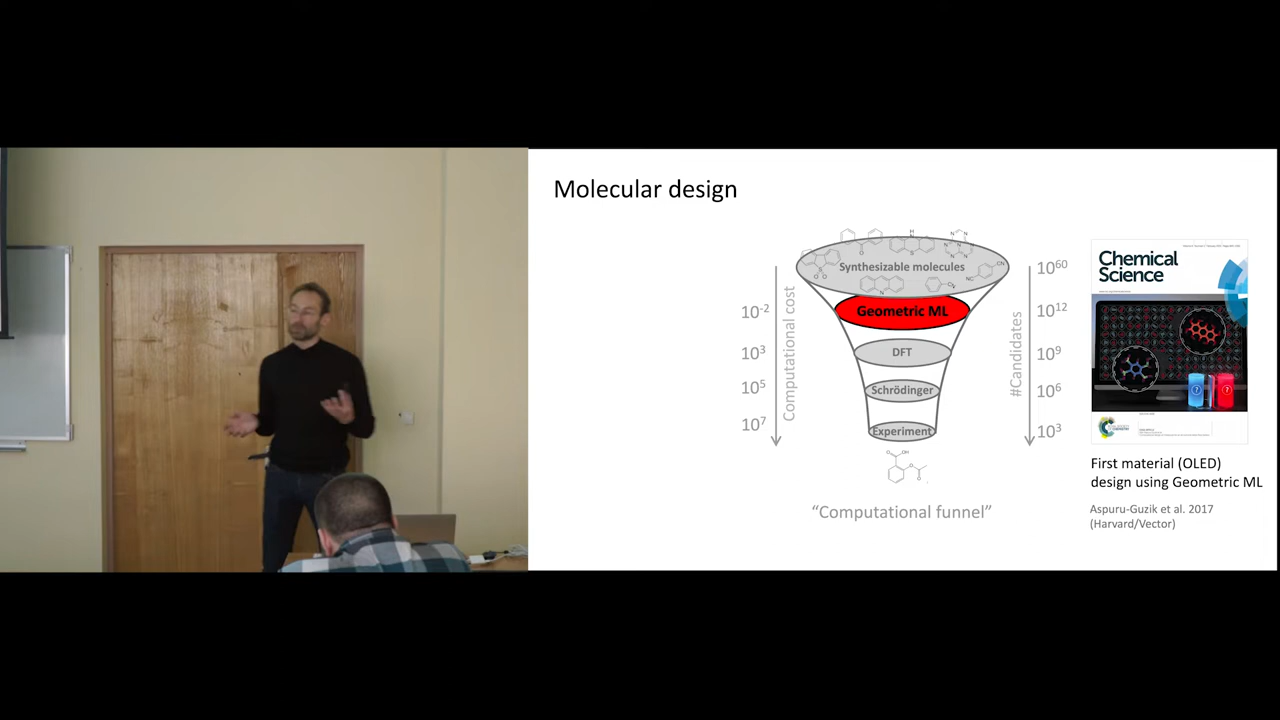 Molecular design
Synthesizable molecules
Geometric ML
DFT
Schrödinger
Experiment
Computational cost
10-2
103
105
107
#Candidates
1060
1012
109
106
103
"Computational funnel"
Chemical
Science
First material (OLED)
design using Geometric ML
Aspuru-Guzik et al. 2017
(Harvard/Vector)